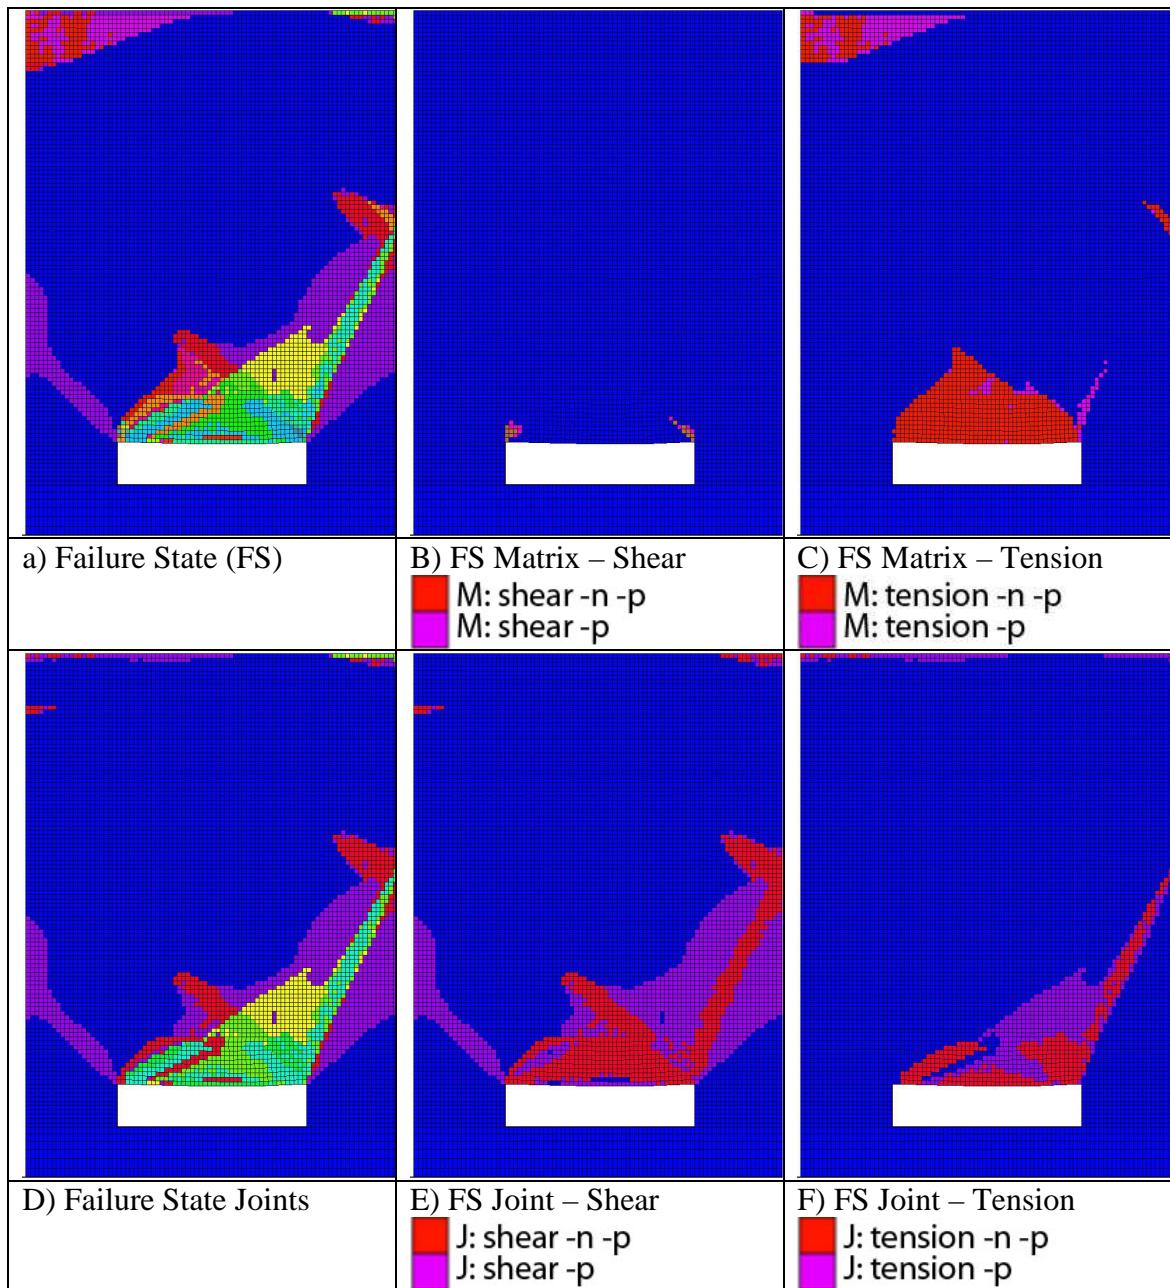 a) Failure State (FS)
B) FS Matrix – Shear
M: shear -n -p
M: shear -p
C) FS Matrix – Tension
M: tension -n -p
M: tension -p
D) Failure State Joints
E) FS Joint – Shear
J: shear -n -p
J: shear -p
F) FS Joint – Tension
J: tension -n -p
J: tension -p